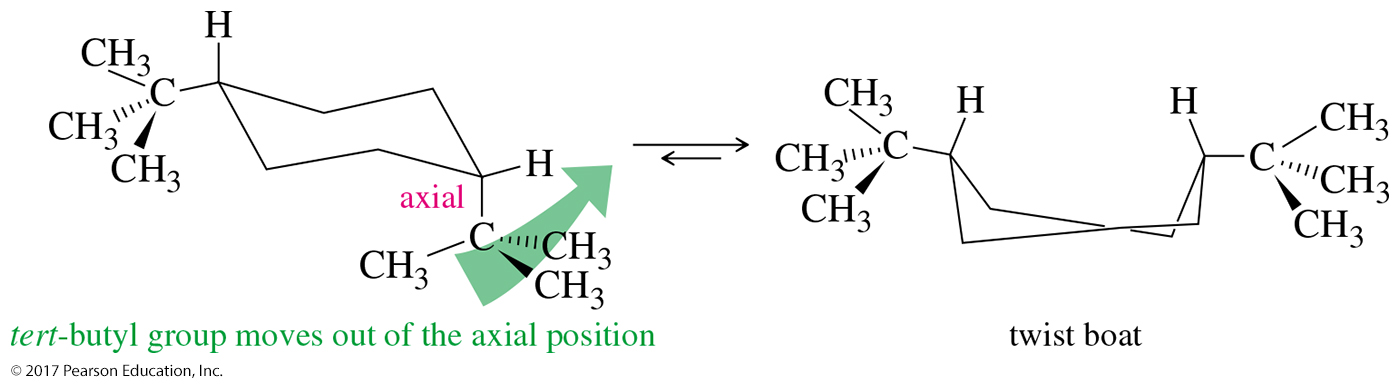 H
CH3
C
CH3
CH3
H
axial
C
CH3
CH3
CH3
H
H
CH3
C
CH3
CH3
CH3
C
CH3
CH3
tert-butyl group moves out of the axial position
twist boat
© 2017 Pearson Education, Inc.